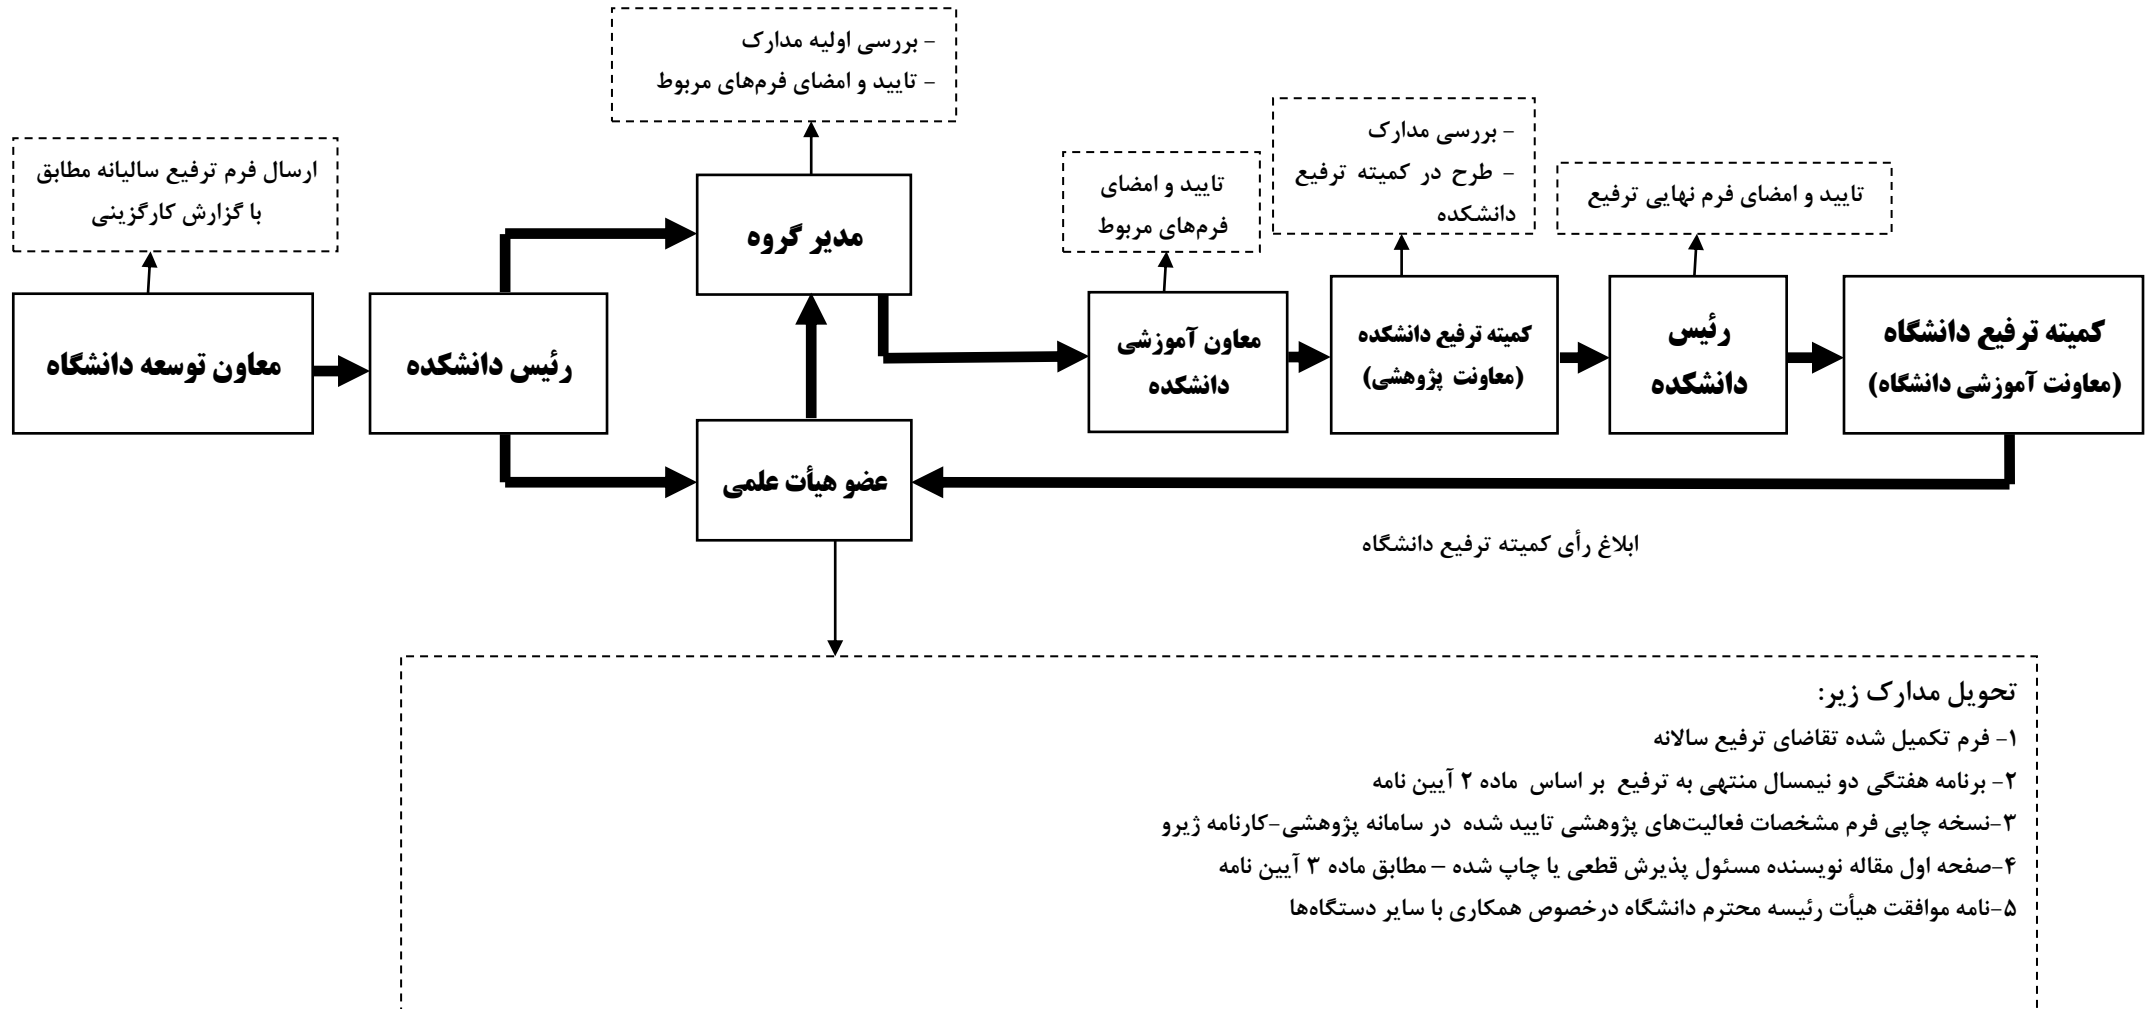 - بررسی اولیه مدارک
- تایید و امضای فرم‌های مربوط
ارسال فرم ترفیع سالیانه مطابق
با گزارش کارگزینی
تایید و امضای
فرم‌های مربوط
- بررسی مدارک
- طرح در کمیته ترفیع
دانشکده
تایید و امضای فرم نهایی ترفیع
معاون توسعه دانشگاه
رئیس دانشکده
مدیر گروه
عضو هیأت علمی
معاون آموزشی
دانشکده
کمیته ترفیع دانشکده
(معاونت پژوهشی)
رئیس
دانشکده
کمیته ترفیع دانشگاه
(معاونت آموزشی دانشگاه)
ابلاغ رأی کمیته ترفیع دانشگاه
تحویل مدارک زیر:
۱- فرم تکمیل شده تقاضای ترفیع سالانه
۲- برنامه هفتگی دو نیمسال منتهی به ترفیع بر اساس ماده ۲ آیین نامه
۳-نسخه چاپی فرم مشخصات فعالیت‌های پژوهشی تایید شده در سامانه پژوهشی-کارنامه ژیرو
۴-صفحه اول مقاله نویسنده مسئول پذیرش قطعی یا چاپ شده – مطابق ماده ۳ آیین نامه
۵-نامه موافقت هیأت رئیسه محترم دانشگاه درخصوص همکاری با سایر دستگاه‌ها